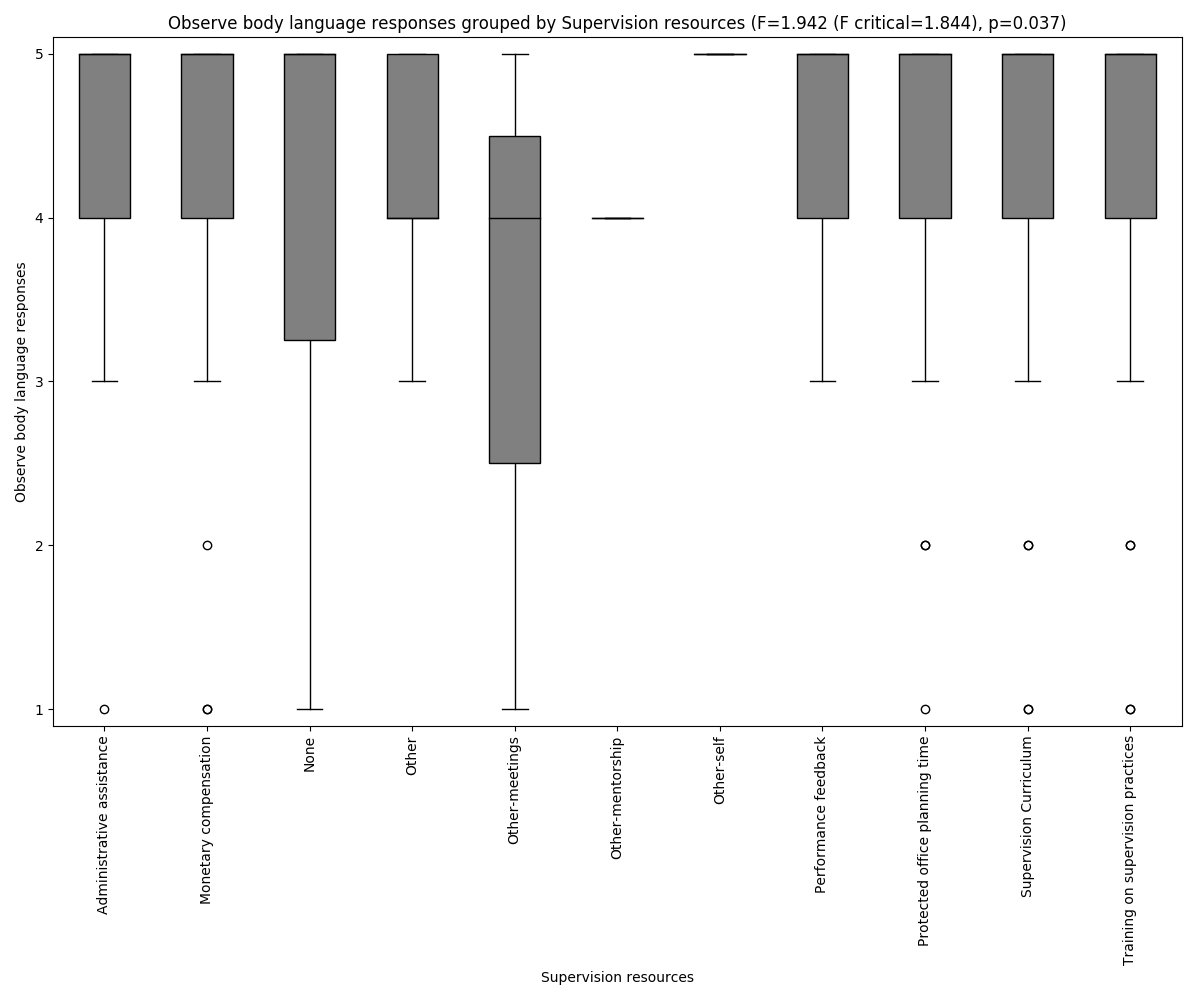 Observe body language responses grouped by Supervision resources (F=1.942 (F critical=1.844), p=0.037)
Observe body language responses
5
4
3
2
1
Administrative assistance
Monetary compensation
None
Other
Other-meetings
Other-mentorship
Other-self
Performance feedback
Protected office planning time
Supervision Curriculum
Training on supervision practices
Supervision resources